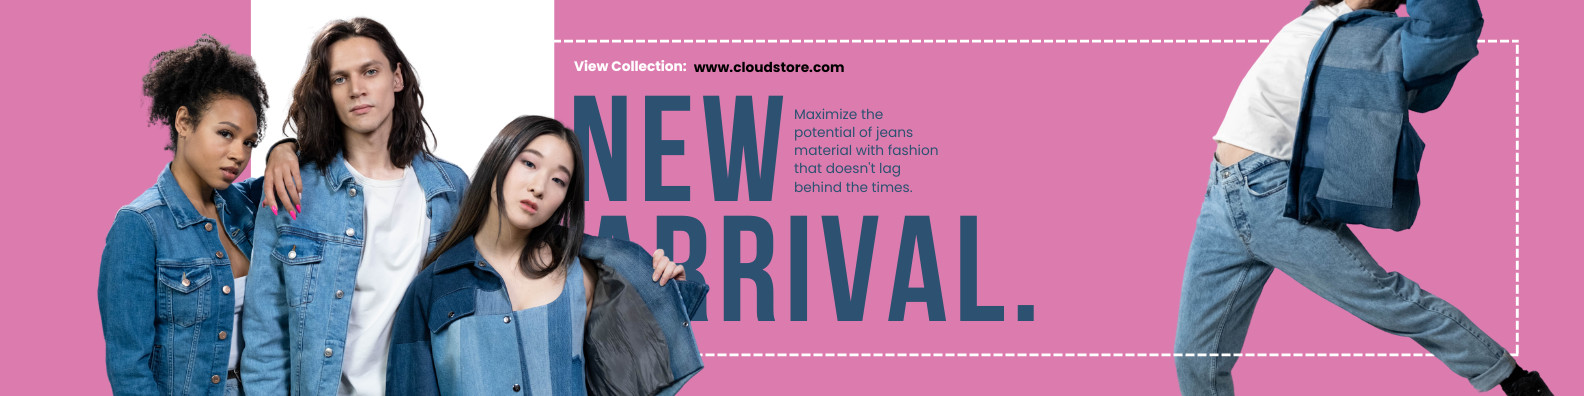 View Collection: www.cloudstore.com
NEW
Maximize the
potential of jeans
material with fashion
that doesn't lag
behind the times.
ARRIVAL.